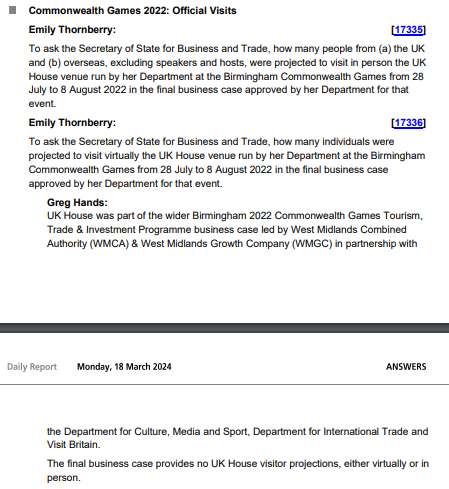 Commonwealth Games 2022: Official Visits
Emily Thornberry: [17335]
To ask the Secretary of State for Business and Trade, how many people from (a) the UK
and (b) overseas, excluding speakers and hosts, were projected to visit in person the UK
House venue run by her Department at the Birmingham Commonwealth Games from 28
July to 8 August 2022 in the final business case approved by her Department for that
event.
Emily Thornberry: [17336]
To ask the Secretary of State for Business and Trade, how many individuals were
projected to visit virtually the UK House venue run by her Department at the Birmingham
Commonwealth Games from 28 July to 8 August 2022 in the final business case
approved by her Department for that event.
Greg Hands:
UK House was part of the wider Birmingham 2022 Commonwealth Games Tourism,
Trade & Investment Programme business case led by West Midlands Combined
Authority (WMCA) & West Midlands Growth Company (WMGC) in partnership with
Daily Report Monday, 18 March 2024 ANSWERS
the Department for Culture, Media and Sport, Department for International Trade and
Visit Britain.
The final business case provides no UK House visitor projections, either virtually or in
person.